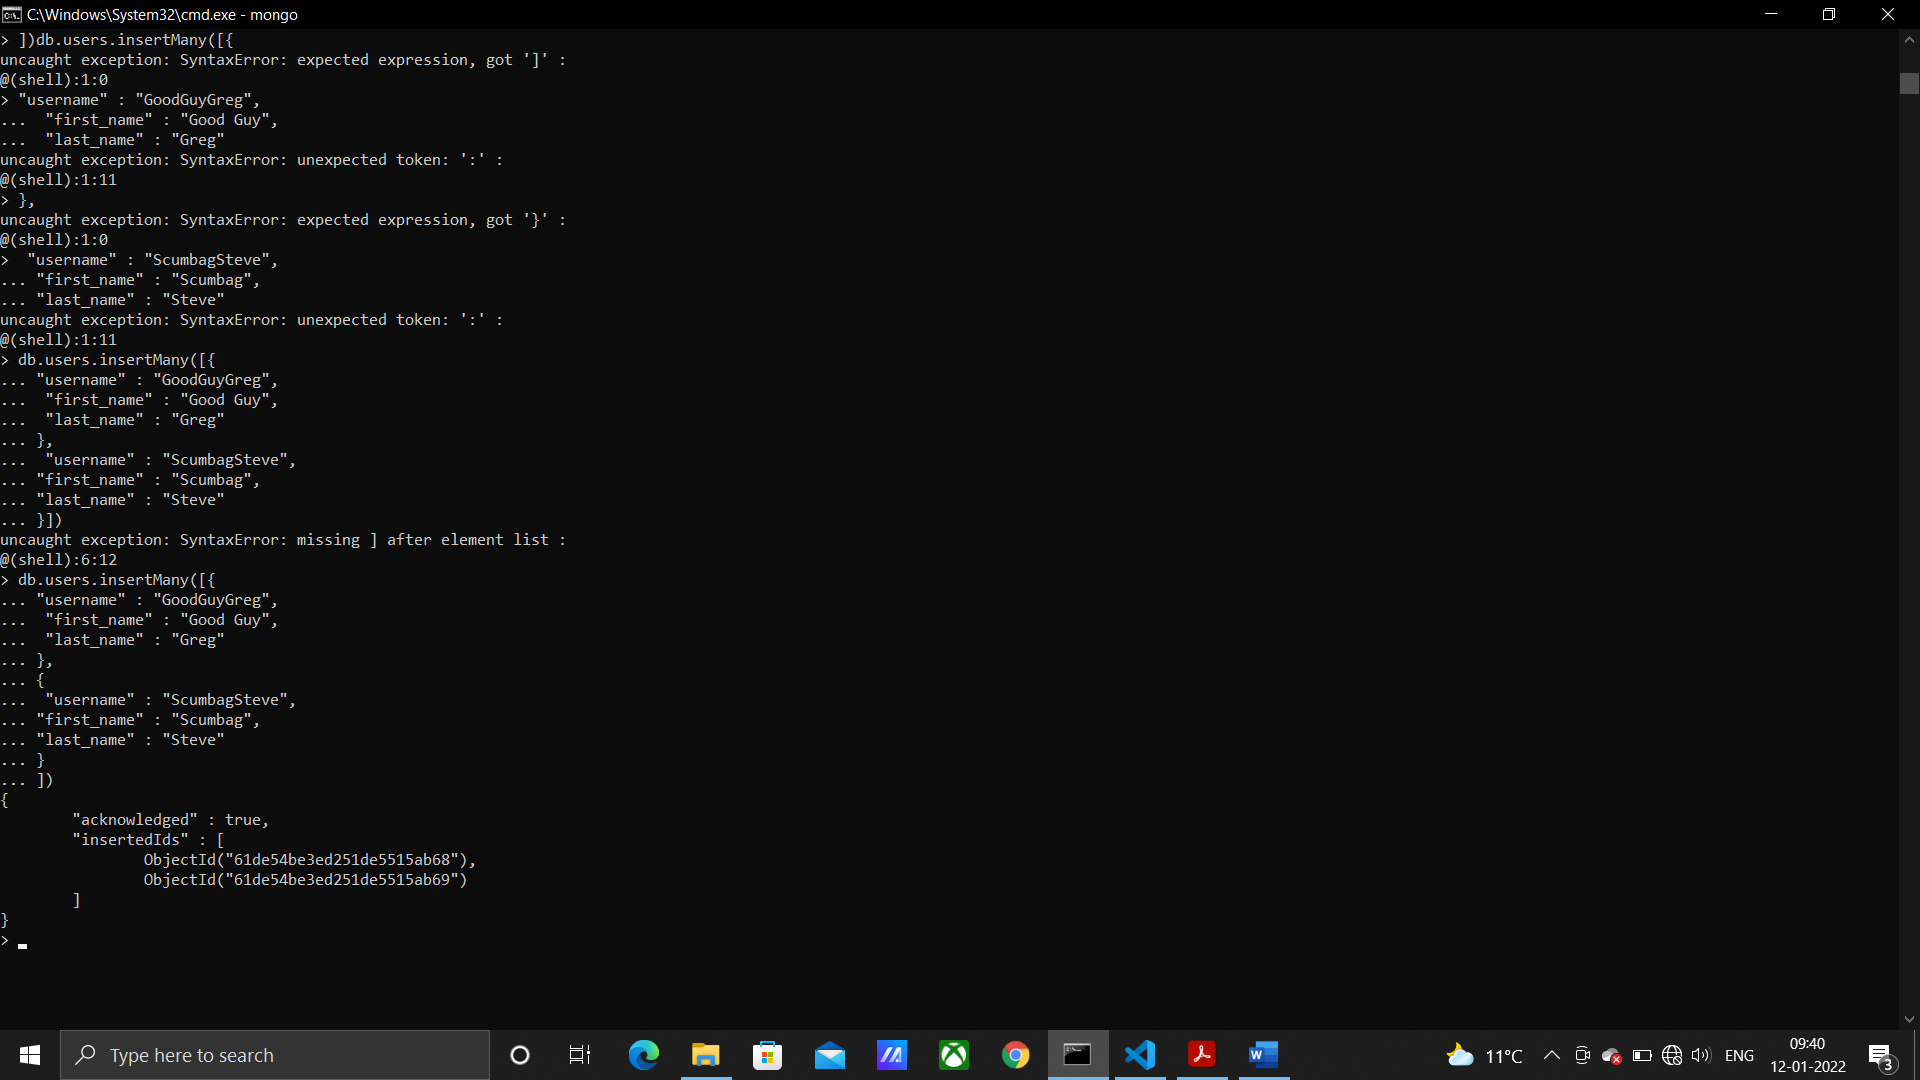 C:\Windows\System32\cmd.exe - mongo
> ])db.users.insertMany([{
uncaught exception: SyntaxError: expected expression, got ']' :
@(shell):1:0
> "username" : "GoodGuyGreg",
...  "first_name" : "Good Guy",
...  "last_name" : "Greg"
uncaught exception: SyntaxError: unexpected token: ':' :
@(shell):1:11
> },
uncaught exception: SyntaxError: expected expression, got '}' :
@(shell):1:0
>  "username" : "ScumbagSteve",
... "first_name" : "Scumbag",
... "last_name" : "Steve"
uncaught exception: SyntaxError: unexpected token: ':' :
@(shell):1:11
> db.users.insertMany([{
... "username" : "GoodGuyGreg",
...  "first_name" : "Good Guy",
...  "last_name" : "Greg"
... },
...  "username" : "ScumbagSteve",
... "first_name" : "Scumbag",
... "last_name" : "Steve"
... }])
uncaught exception: SyntaxError: missing ] after element list :
@(shell):6:12
> db.users.insertMany([{
... "username" : "GoodGuyGreg",
...  "first_name" : "Good Guy",
...  "last_name" : "Greg"
... },
... {
...  "username" : "ScumbagSteve",
... "first_name" : "Scumbag",
... "last_name" : "Steve"
... }
... ])
{
        "acknowledged" : true,
        "insertedIds" : [
                ObjectId("61de54be3ed251de5515ab68"),
                ObjectId("61de54be3ed251de5515ab69")
        ]
}
>
Type here to search
11°C
ENG
09:40
12-01-2022
3